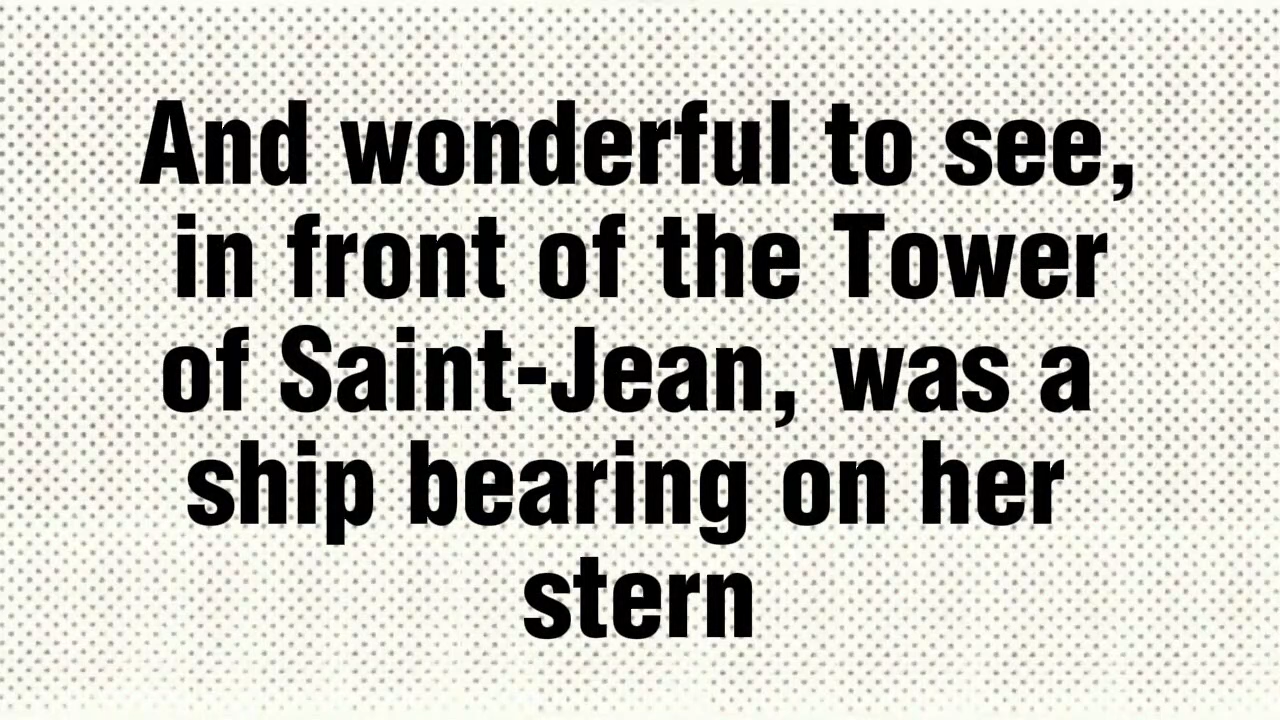 And wonderful to see,
in front of the Tower
of Saint-Jean, was a
ship bearing on her
stern